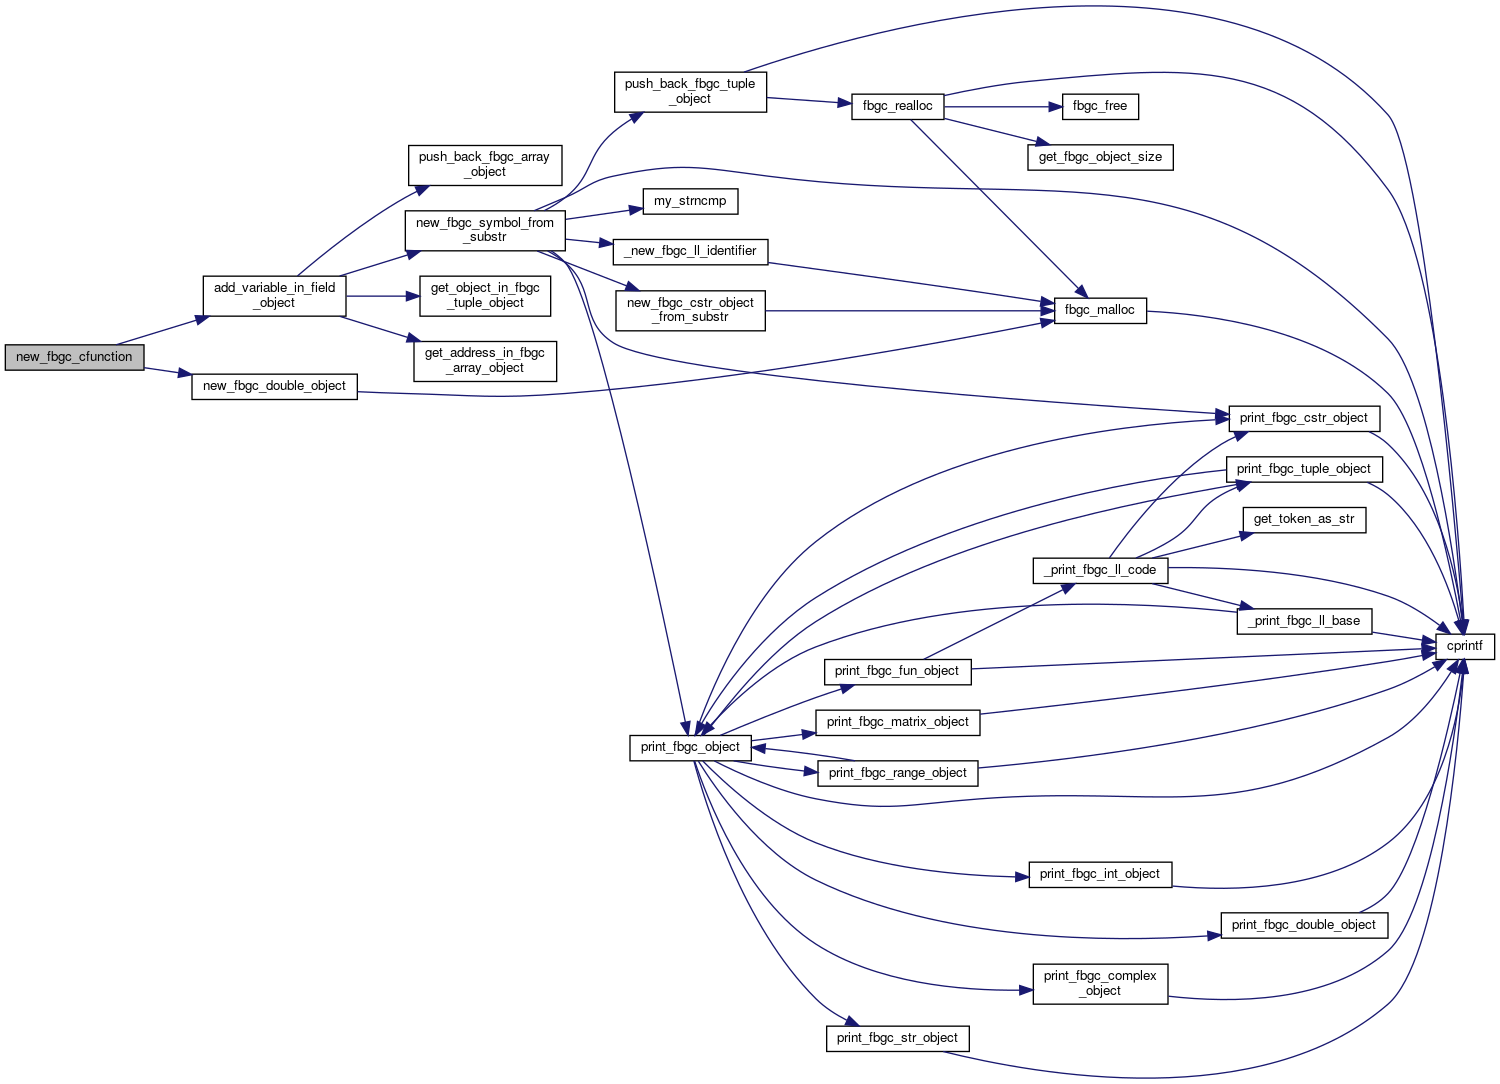 push_back_fbgc_tuple
_object
fbgc_realloc
fbgc_free
get_fbgc_object_size
push_back_fbgc_array
_object
my_strncmp
new_fbgc_symbol_from
_substr
_new_fbgc_ll_identifier
add_variable_in_field
_object
get_object_in_fbgc
_tuple_object
new_fbgc_cstr_object
_from_substr
fbgc_malloc
new_fbgc_cfunction
get_address_in_fbgc
_array_object
new_fbgc_double_object
print_fbgc_cstr_object
print_fbgc_tuple_object
get_token_as_str
_print_fbgc_ll_code
_print_fbgc_ll_base
cprintf
print_fbgc_fun_object
print_fbgc_matrix_object
print_fbgc_object
print_fbgc_range_object
print_fbgc_int_object
print_fbgc_double_object
print_fbgc_complex
_object
print_fbgc_str_object